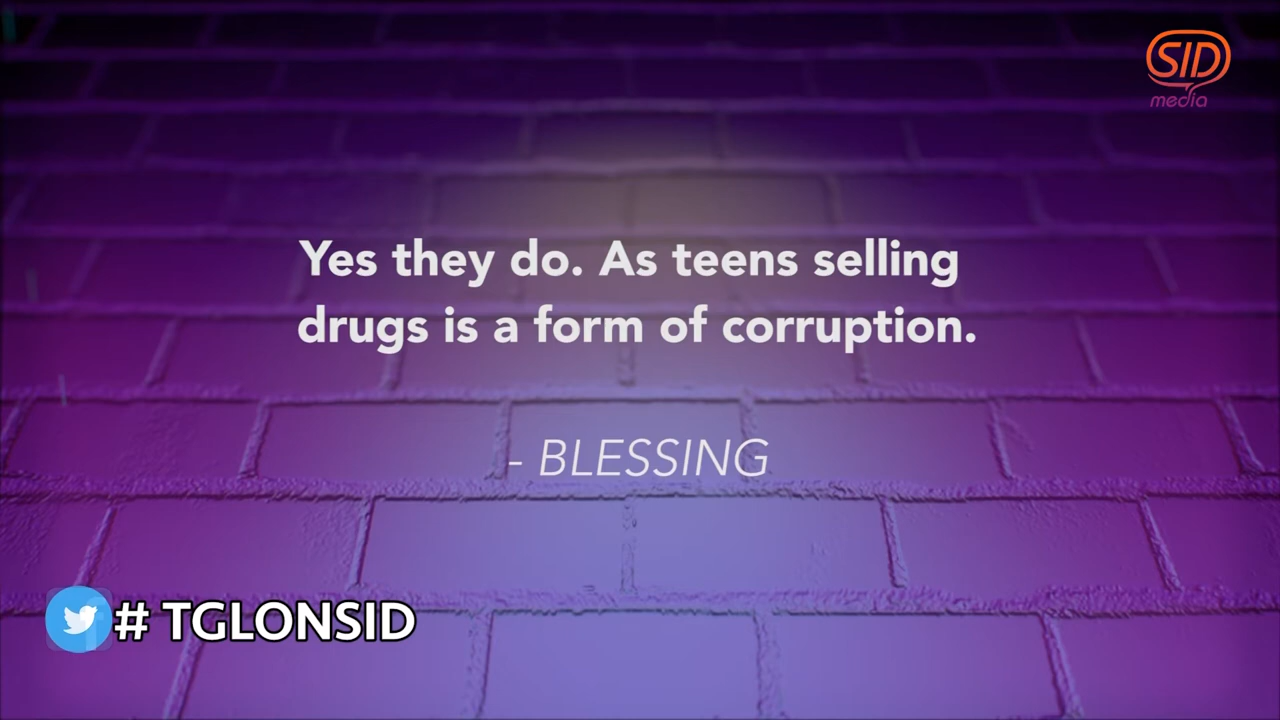 SID
media
Yes they do. As teens selling
drugs is a form of corruption.
- BLESSING
# TGLONSID